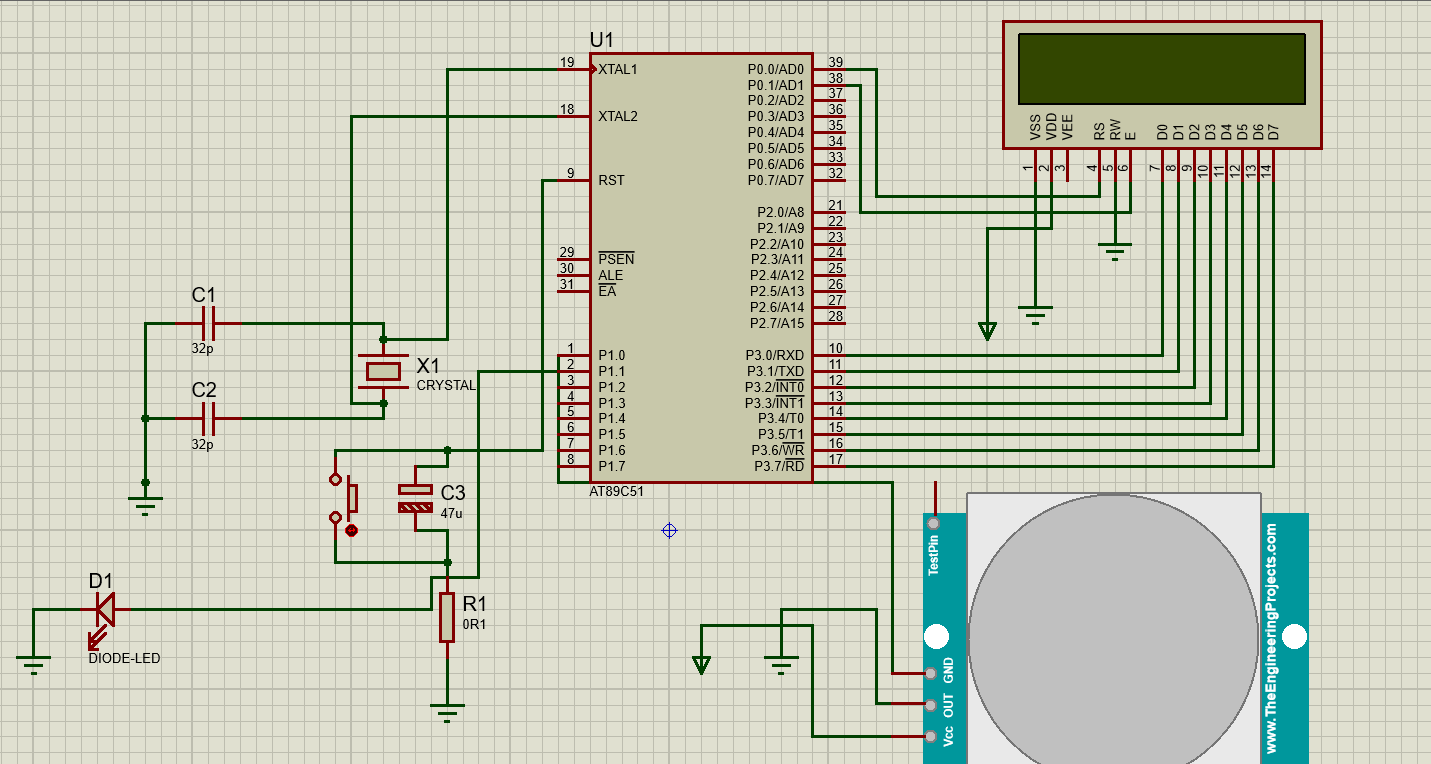 U1
19 XTAL1
18 XTAL2
9 RST
29 PSEN
30 ALE
31 EA
1 P1.0
2 P1.1
3 P1.2
4 P1.3
5 P1.4
6 P1.5
7 P1.6
8 P1.7
P0.0/AD0 39
P0.1/AD1 38
P0.2/AD2 37
P0.3/AD3 36
P0.4/AD4 35
P0.5/AD5 34
P0.6/AD6 33
P0.7/AD7 32
P2.0/A8 21
P2.1/A9 22
P2.2/A10 23
P2.3/A11 24
P2.4/A12 25
P2.5/A13 26
P2.6/A14 27
P2.7/A15 28
P3.0/RXD 10
P3.1/TXD 11
P3.2/INT0 12
P3.3/INT1 13
P3.4/T0 14
P3.5/T1 15
P3.6/WR 16
P3.7/RD 17
AT89C51
VSS VDD VEE RS RW E D0 D1 D2 D3 D4 D5 D6 D7
1 2 3 4 5 6 7 8 9 10 11 12 13 14
C1
32p
C2
32p
X1
CRYSTAL
C3
47u
D1
DIODE-LED
R1
0R1
TestPin
GND
OUT
Vcc
www.TheEngineeringProjects.com